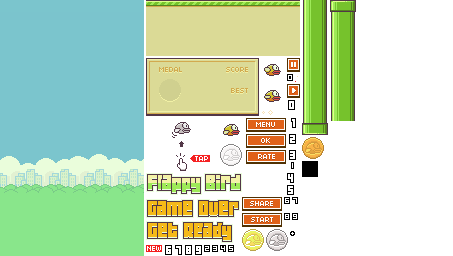 MEDAL SCORE
BEST
MENU
OK
TAP
RATE
Flappy Bird
Game Over
SHARE
Get Ready
START
NEW